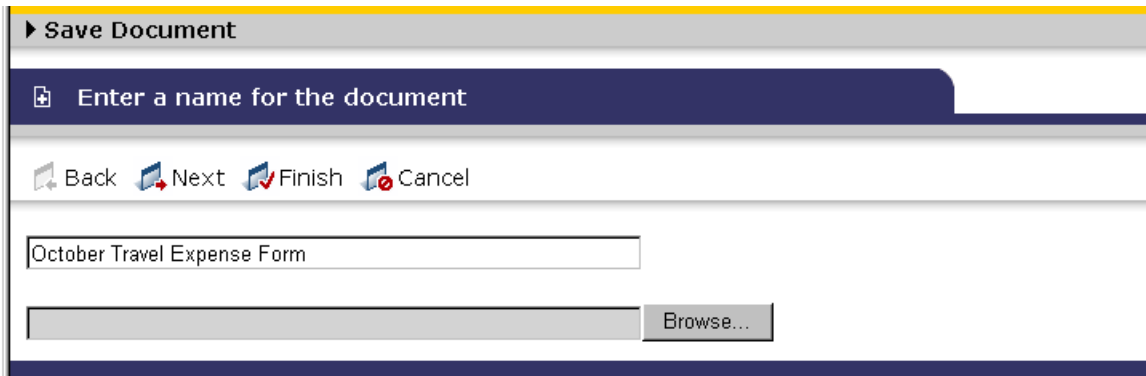 Save Document
Enter a name for the document
Back Next Finish Cancel
October Travel Expense Form
Browse...